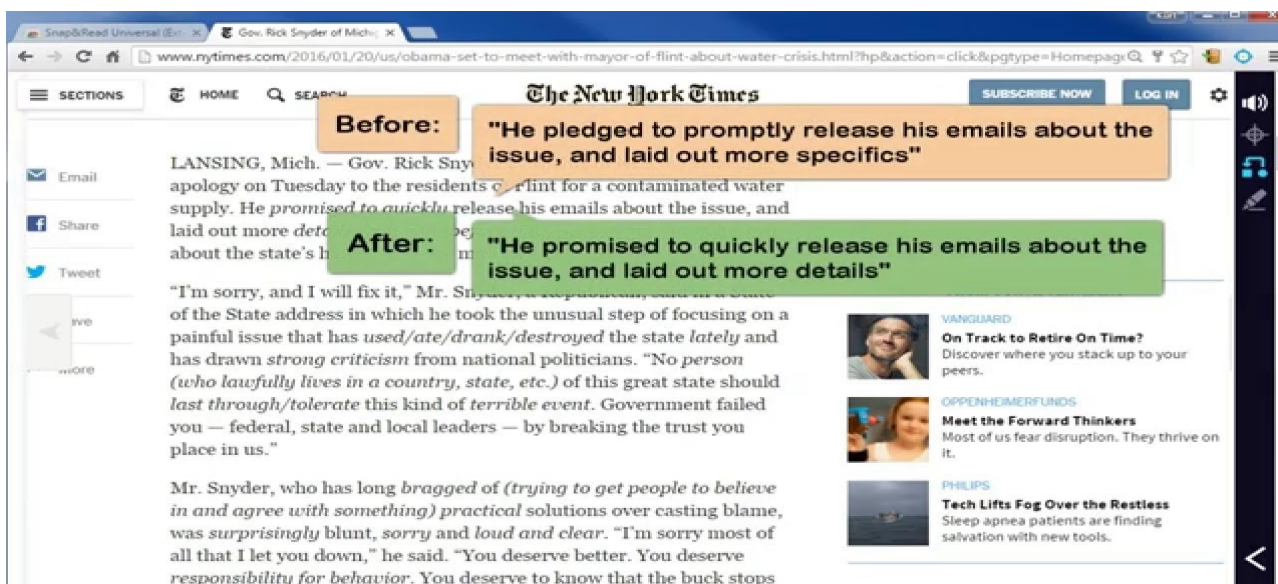 Snap&Read Universal (Ext
Gov. Rick Snyder of Michig
www.nytimes.com/2016/01/20/us/obama-set-to-meet-with-mayor-of-flint-about-water-crisis.html?hp&action=click&pgtype=Homepag
SECTIONS
HOME
SEARCH
The New York Times
SUBSCRIBE NOW
LOG IN
Before:
"He pledged to promptly release his emails about the
issue, and laid out more specifics"
After:
"He promised to quickly release his emails about the
issue, and laid out more details"
Email
Share
Tweet
LANSING, Mich. — Gov. Rick Sny
apology on Tuesday to the residents of Flint for a contaminated water
supply. He promised to quickly release his emails about the issue, and
laid out more
about the state's
"I'm sorry, and I will fix it," Mr. Snyder, a Republican, said in a State
of the State address in which he took the unusual step of focusing on a
painful issue that has used/ate/drank/destroyed the state lately and
has drawn strong criticism from national politicians. "No person
(who lawfully lives in a country, state, etc.) of this great state should
last through/tolerate this kind of terrible event. Government failed
you — federal, state and local leaders — by breaking the trust you
place in us."
Mr. Snyder, who has long bragged of (trying to get people to believe
in and agree with something) practical solutions over casting blame,
was surprisingly blunt, sorry and loud and clear. "I'm sorry most of
all that I let you down," he said. "You deserve better. You deserve
responsibility for behavior. You deserve to know that the buck stops
VANGUARD
On Track to Retire On Time?
Discover where you stack up to your
peers.
OPPENHEIMERFUNDS
Meet the Forward Thinkers
Most of us fear disruption. They thrive on
it.
PHILIPS
Tech Lifts Fog Over the Restless
Sleep apnea patients are finding
salvation with new tools.